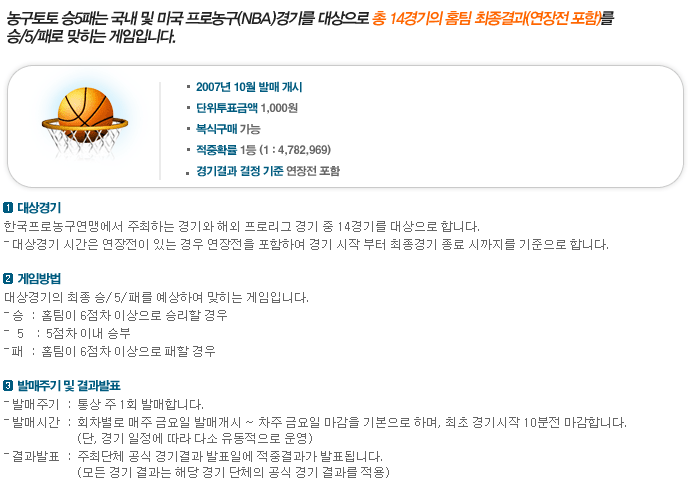 농구토토 승5패는 국내 및 미국 프로농구(NBA)경기를 대상으로 총 14경기의 홈팀 최종결과(연장전 포함)를
승/5/패로 맞히는 게임입니다.
▪ 2007년 10월 발매 개시
▪ 단위투표금액 1,000원
▪ 복식구매 가능
▪ 적중확률 1등 (1 : 4,782,969)
▪ 경기결과 결정 기준 연장전 포함
1 대상경기
한국프로농구연맹에서 주최하는 경기와 해외 프로리그 경기 중 14경기를 대상으로 합니다.
- 대상경기 시간은 연장전이 있는 경우 연장전을 포함하여 경기 시작 부터 최종경기 종료 시까지를 기준으로 합니다.
2 게임방법
대상경기의 최종 승/5/패를 예상하여 맞히는 게임입니다.
- 승 : 홈팀이 6점차 이상으로 승리할 경우
- 5 : 5점차 이내 승부
- 패 : 홈팀이 6점차 이상으로 패할 경우
3 발매주기 및 결과발표
- 발매주기 : 통상 주 1회 발매합니다.
- 발매시간 : 회차별로 매주 금요일 발매개시 ~ 차주 금요일 마감을 기본으로 하며, 최초 경기시작 10분전 마감합니다.
(단, 경기 일정에 따라 다소 유동적으로 운영)
- 결과발표 : 주최단체 공식 경기결과 발표일에 적중결과가 발표됩니다.
(모든 경기 결과는 해당 경기 단체의 공식 경기 결과를 적용)